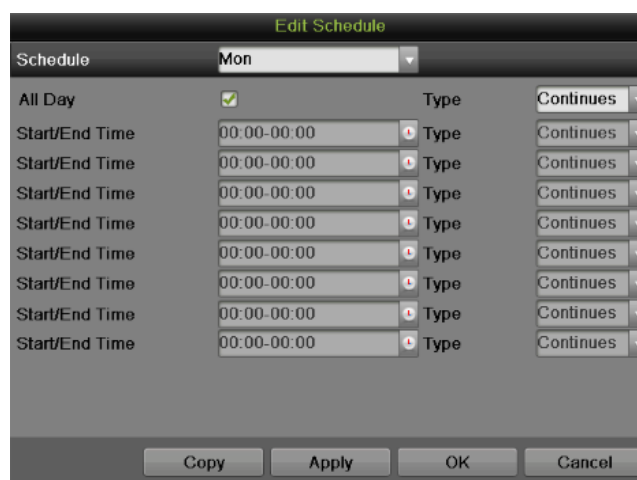 Edit Schedule
Schedule Mon
All Day Type Continues
Start/End Time 00:00-00:00 Type Continues
Start/End Time 00:00-00:00 Type Continues
Start/End Time 00:00-00:00 Type Continues
Start/End Time 00:00-00:00 Type Continues
Start/End Time 00:00-00:00 Type Continues
Start/End Time 00:00-00:00 Type Continues
Start/End Time 00:00-00:00 Type Continues
Start/End Time 00:00-00:00 Type Continues
Copy Apply OK Cancel